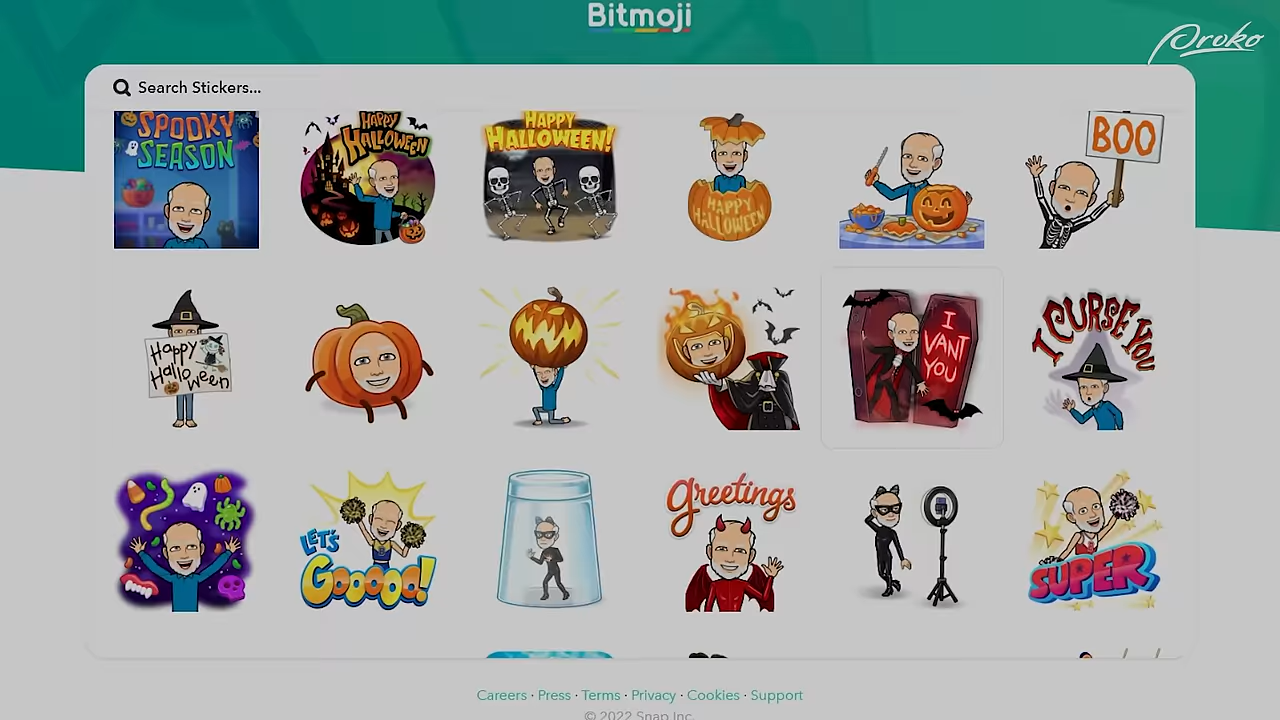 Bitmoji
Proko
Search Stickers...
SPOOKY
SEASON
HAPPY
HALLOWEEN
HAPPY
HALLOWEEN!
HAPPY
HALLOWEEN
BOO
Happy
Halloween
I
VANT
YOU
I CURSE YOU
LET'S
GOOOOO!
Greetings
SUPER
Careers · Press · Terms · Privacy · Cookies · Support
© 2022 Snap Inc.